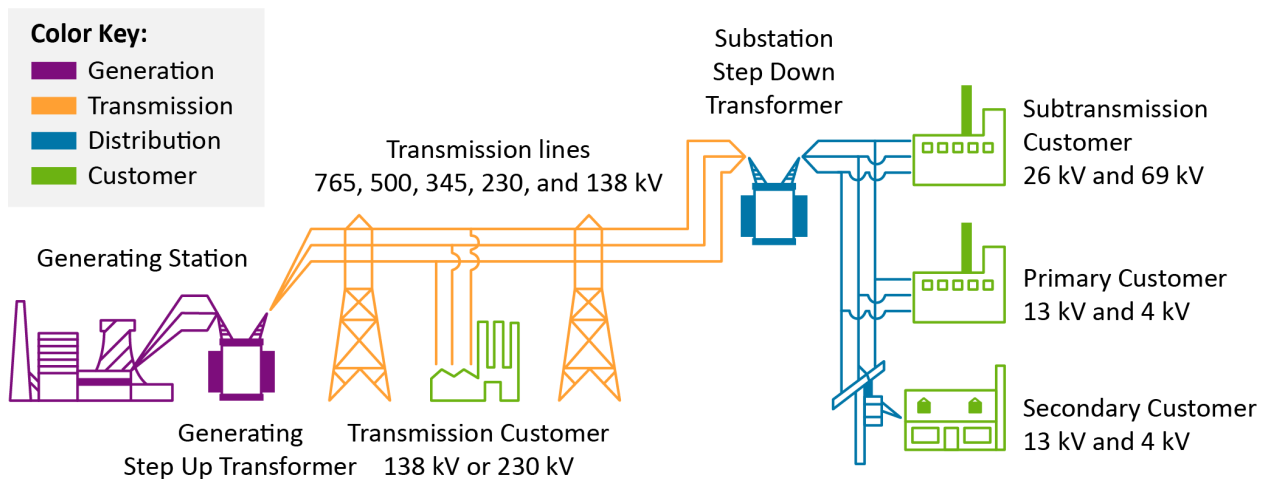 Color Key:
Generation
Transmission
Distribution
Customer
Substation
Step Down
Transformer
Transmission lines
765, 500, 345, 230, and 138 kV
Subtransmission
Customer
26 kV and 69 kV
Generating Station
Primary Customer
13 kV and 4 kV
Generating
Step Up Transformer
Transmission Customer
138 kV or 230 kV
Secondary Customer
13 kV and 4 kV